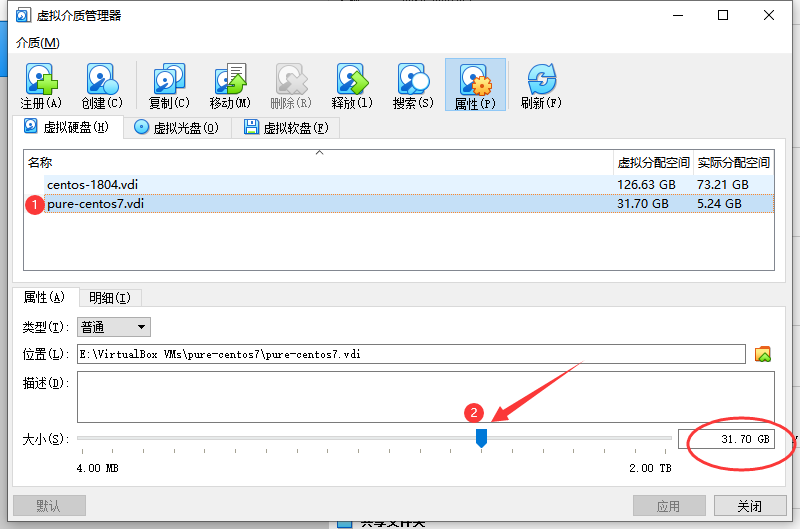 虚拟介质管理器
介质(M)
注册(A) 创建(C) 复制(C) 移动(M) 删除(R) 释放(l) 搜索(S) 属性(P) 刷新(F)
虚拟硬盘(H) 虚拟光盘(O) 虚拟软盘(F)
名称 虚拟分配空间 实际分配空间
centos-1804.vdi 126.63 GB 73.21 GB
1 pure-centos7.vdi 31.70 GB 5.24 GB
属性(A) 明细(I)
类型(T): 普通
位置(L): E:\VirtualBox VMs\pure-centos7\pure-centos7.vdi
描述(D):
2
大小(S): 31.70 GB
4.00 MB 2.00 TB
默认 应用 关闭
共享文件夹